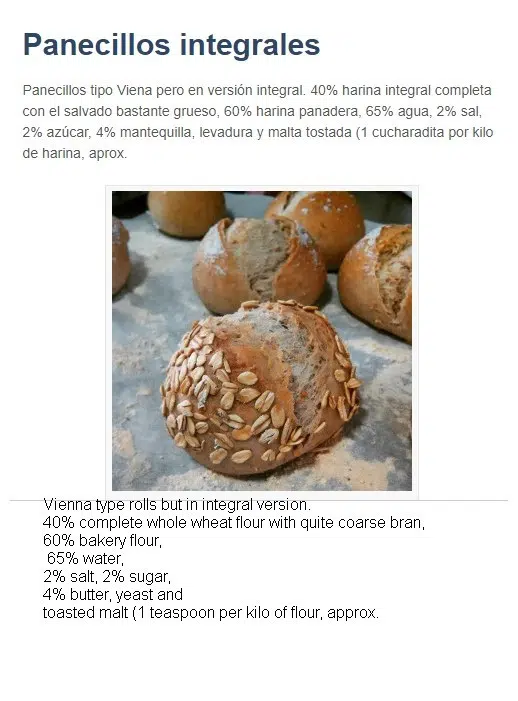 Panecillos integrales
Panecillos tipo Viena pero en versión integral. 40% harina integral completa
con el salvado bastante grueso, 60% harina panadera, 65% agua, 2% sal,
2% azúcar, 4% mantequilla, levadura y malta tostada (1 cucharadita por kilo
de harina, aprox.
Vienna type rolls but in integral version.
40% complete whole wheat flour with quite coarse bran,
60% bakery flour,
65% water,
2% salt, 2% sugar,
4% butter, yeast and
toasted malt (1 teaspoon per kilo of flour, approx.